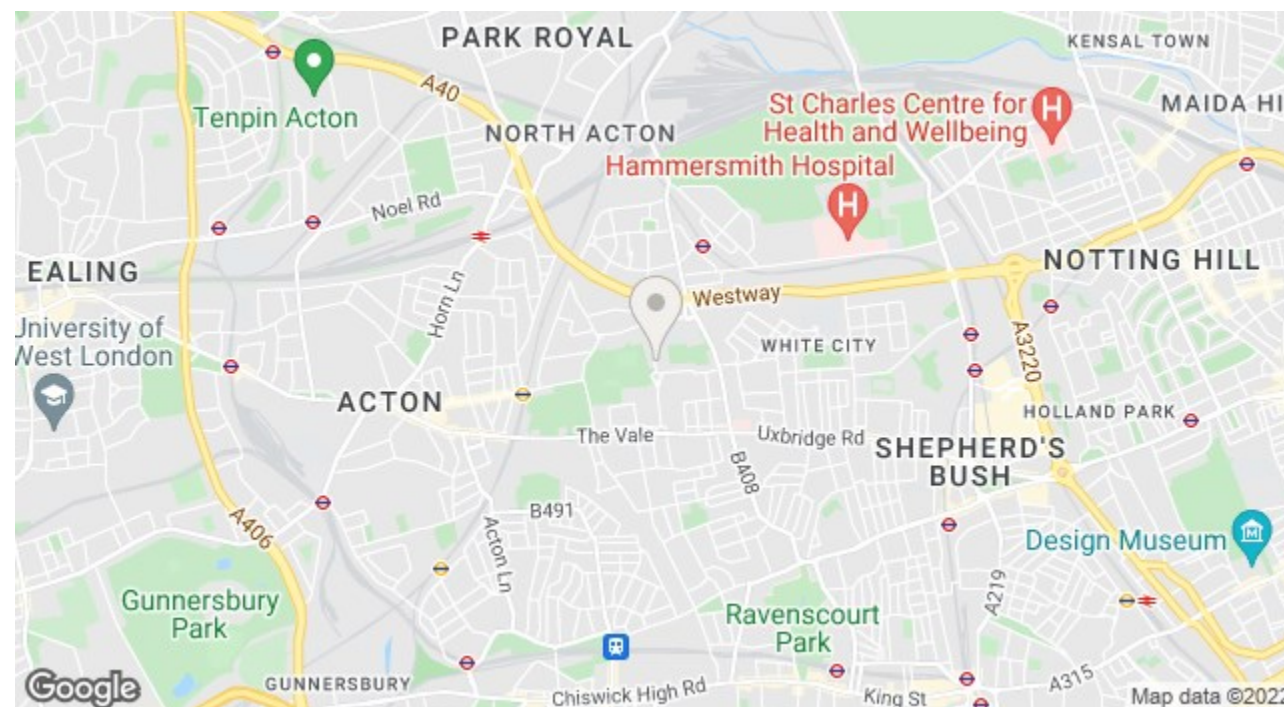 PARK ROYAL
KENSAL TOWN
A40
Tenpin Acton
St Charles Centre for
Health and Wellbeing
MAIDA HI
NORTH ACTON
Hammersmith Hospital
H
H
Noel Rd
EALING
NOTTING HILL
Horn Ln
Westway
University of
West London
WHITE CITY
A3220
ACTON
HOLLAND PARK
The Vale
Uxbridge Rd
SHEPHERD'S
BUSH
B408
B491
A406
Acton Ln
Design Museum
M
A219
Gunnersbury
Park
Ravenscourt
Park
Google
GUNNERSBURY
Chiswick High Rd
King St
A315
Map data ©2022